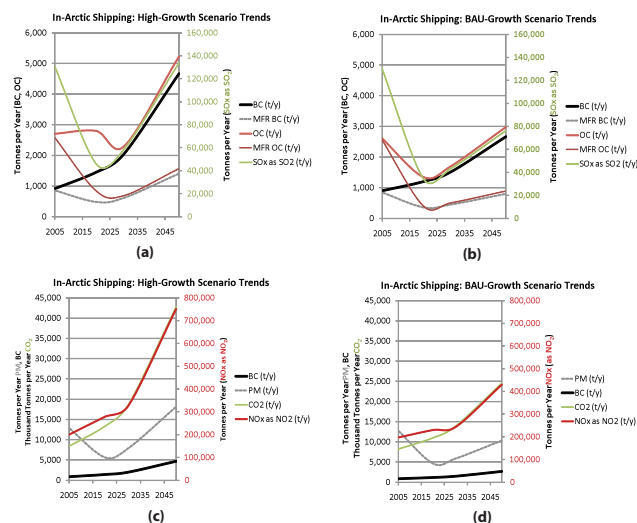 In-Arctic Shipping: High-Growth Scenario Trends
6,000
5,000
4,000
3,000
2,000
1,000
0
Tonnes per Year (BC, OC)
160,000
140,000
120,000
100,000
80,000
60,000
40,000
20,000
0
Tonnes per Year (SOx as SO2)
2005
2015
2025
2035
2045
BC (t/y)
MFR BC (t/y)
OC (t/y)
MFR OC (t/y)
SOx as SO2 (t/y)
(a)
In-Arctic Shipping: BAU-Growth Scenario Trends
6,000
5,000
4,000
3,000
2,000
1,000
0
Tonnes per Year (BC, OC)
160,000
140,000
120,000
100,000
80,000
60,000
40,000
20,000
0
Tonnes per Year (SOx as SO2)
2005
2015
2025
2035
2045
BC (t/y)
MFR BC (t/y)
OC (t/y)
MFR OC (t/y)
SOx as SO2 (t/y)
(b)
In-Arctic Shipping: High-Growth Scenario Trends
45,000
40,000
35,000
30,000
25,000
20,000
15,000
10,000
5,000
0
Tonnes per Year PM, BC
Thousand Tonnes per Year CO2
800,000
700,000
600,000
500,000
400,000
300,000
200,000
100,000
0
Tonnes per Year (NOx as NO2)
2005
2015
2025
2035
2045
BC (t/y)
PM (t/y)
CO2 (t/y)
NOx as NO2 (t/y)
(c)
In-Arctic Shipping: BAU-Growth Scenario Trends
45,000
40,000
35,000
30,000
25,000
20,000
15,000
10,000
5,000
0
Tonnes per Year PM, BC
Thousand Tonnes per Year CO2
800,000
700,000
600,000
500,000
400,000
300,000
200,000
100,000
0
Tonnes per Year (NOx as NO2)
2005
2015
2025
2035
2045
PM (t/y)
BC (t/y)
CO2 (t/y)
NOx as NO2 (t/y)
(d)